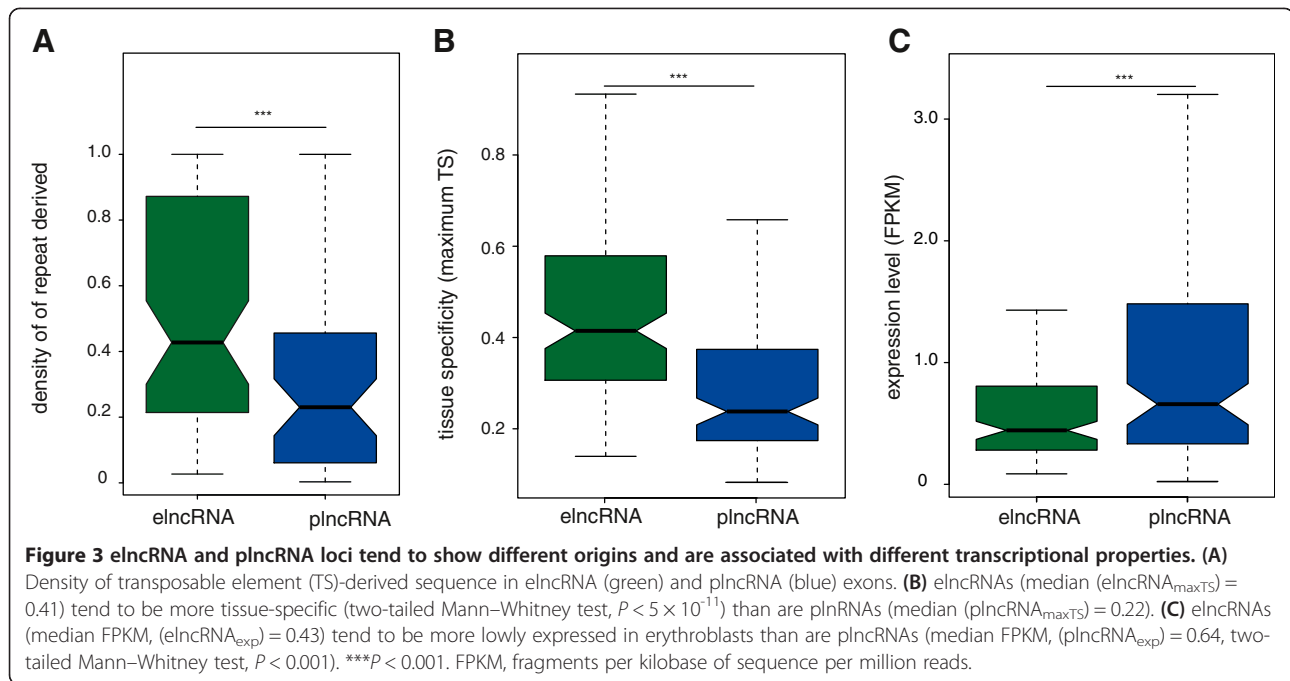 A
B
C
***
***
***
density of of repeat derived
1.0
0.8
0.6
0.4
0.2
0
elncRNA
plncRNA
tissue specificity (maximum TS)
0.8
0.6
0.4
0.2
elncRNA
plncRNA
expression level (FPKM)
3.0
2.0
1.0
0
elncRNA
plncRNA
Figure 3 elncRNA and plncRNA loci tend to show different origins and are associated with different transcriptional properties. (A)
Density of transposable element (TS)-derived sequence in elncRNA (green) and plncRNA (blue) exons. (B) elncRNAs (median (elncRNAmaxTS) =
0.41) tend to be more tissue-specific (two-tailed Mann–Whitney test, P < 5 × 10-11) than are plnRNAs (median (plncRNAmaxTS) = 0.22). (C) elncRNAs
(median FPKM, (elncRNAexp) = 0.43) tend to be more lowly expressed in erythroblasts than are plncRNAs (median FPKM, (plncRNAexp) = 0.64, two-
tailed Mann–Whitney test, P < 0.001). ***P < 0.001. FPKM, fragments per kilobase of sequence per million reads.